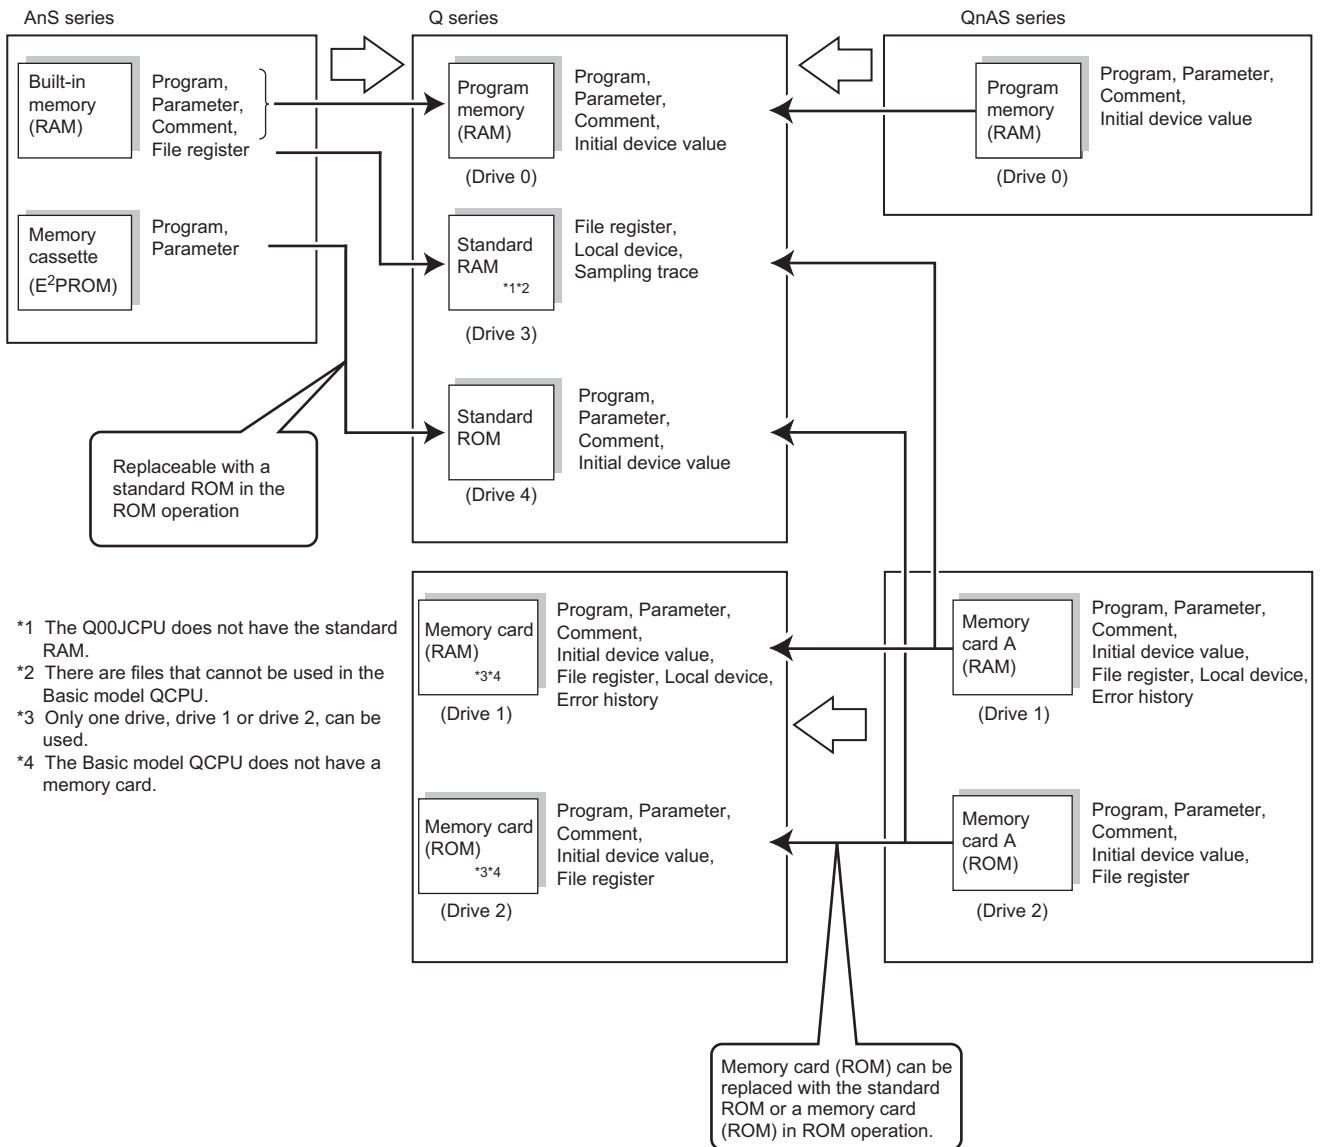 AnS series
Q series
QnAS series
Built-in
memory
(RAM)
Program,
Parameter,
Comment,
File register
Memory
cassette
(E²PROM)
Program,
Parameter
Replaceable with a
standard ROM in the
ROM operation
Program
memory
(RAM)
(Drive 0)
Program,
Parameter,
Comment,
Initial device value
Standard
RAM
*1*2
(Drive 3)
File register,
Local device,
Sampling trace
Standard
ROM
(Drive 4)
Program,
Parameter,
Comment,
Initial device value
Program
memory
(RAM)
(Drive 0)
Program, Parameter,
Comment,
Initial device value
*1 The Q00JCPU does not have the standard
RAM.
*2 There are files that cannot be used in the
Basic model QCPU.
*3 Only one drive, drive 1 or drive 2, can be
used.
*4 The Basic model QCPU does not have a
memory card.
Memory card
(RAM)
*3*4
(Drive 1)
Program, Parameter,
Comment,
Initial device value,
File register, Local device,
Error history
Memory card
(ROM)
*3*4
(Drive 2)
Program, Parameter,
Comment,
Initial device value,
File register
Memory
card A
(RAM)
(Drive 1)
Program, Parameter,
Comment,
Initial device value,
File register, Local device,
Error history
Memory
card A
(ROM)
(Drive 2)
Program, Parameter,
Comment,
Initial device value,
File register
Memory card (ROM) can be
replaced with the standard
ROM or a memory card
(ROM) in ROM operation.